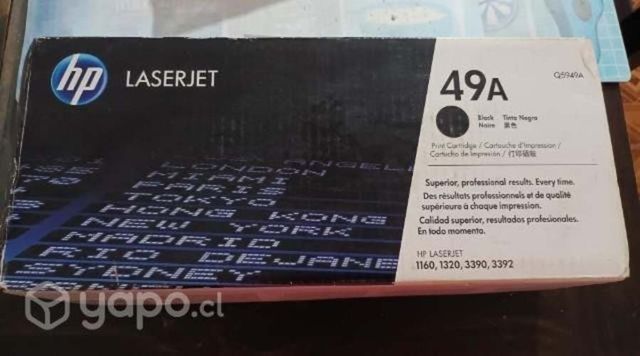 hp LASERJET
49A
Q5949A
Black Tinta Negra
Noire 黑色
Print Cartridge / Cartouche d'impression /
Cartucho de impresión / 打印硒鼓
Superior, professional results. Every time.
Des résultats professionnels et de qualité
supérieure à chaque impression.
Calidad superior, resultados profesionales.
En todo momento.
HP LASERJET
1160, 1320, 3390, 3392
LONDON
MIAMI
PARIS
TOKYO
HONG KONG
NEW YORK
MADRID
RIO DE JANE
SYDNEY
yapo.cl